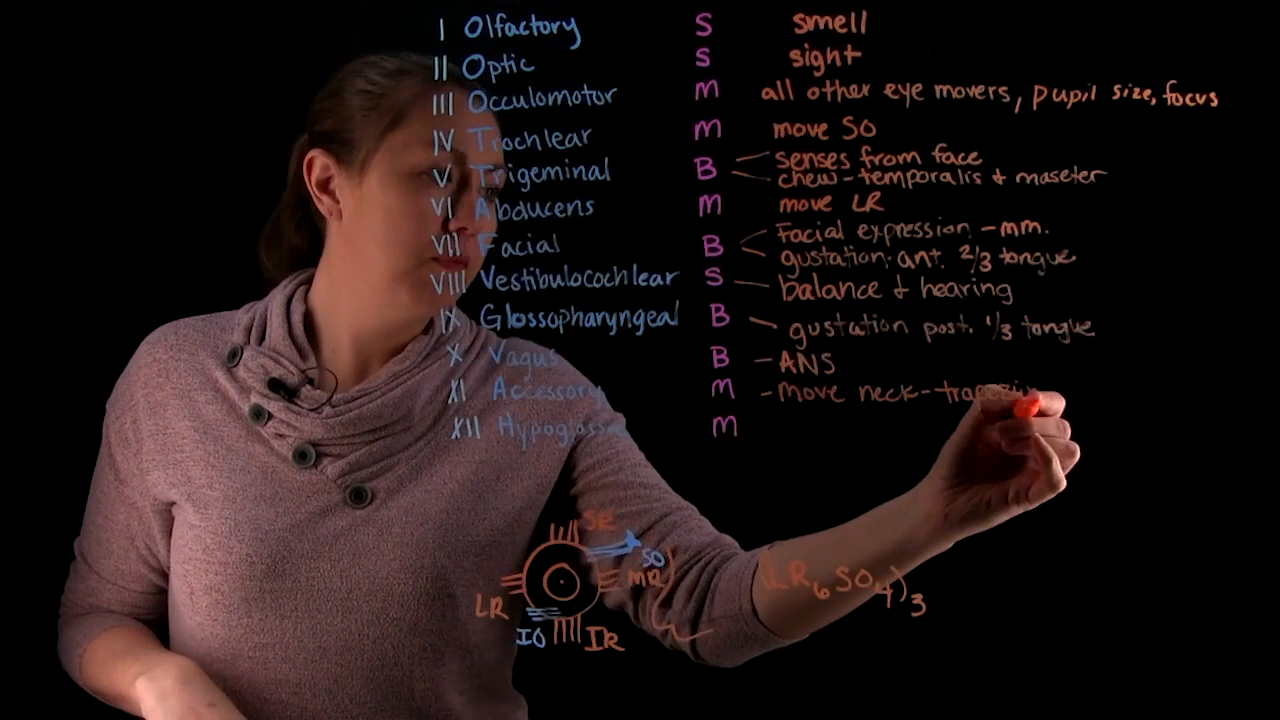 I Olfactory S smell
II Optic S sight
III Occulomotor M all other eye movers, pupil size, focus
IV Trochlear M move SO
V Trigeminal B senses from face
chew - temporalis + maseter
VI Abducens M move LR
VII Facial B Facial expression - mm.
gustation. ant. 2/3 tongue
VIII Vestibulocochlear S balance + hearing
IX Glossopharyngeal B gustation post. 1/3 tongue
X Vagus B - ANS
XI Accessory M - move neck -
XII Hypoglossal M
SR
SO
MR
LR
IO IR
(LR6SO4)3